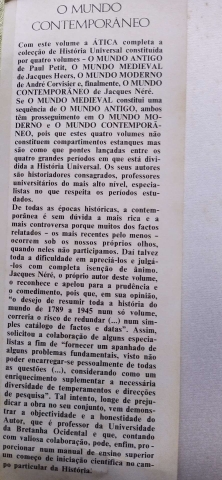 O MUNDO
CONTEMPORÂNEO
Com este volume a ÁTICA completa a
colecção de História Universal constituída
por quatro volumes – O MUNDO ANTIGO
de Paul Petit, O MUNDO MEDIEVAL
de Jacques Heers, O MUNDO MODERNO
de André Corvisier e, finalmente, O MUNDO
CONTEMPORÂNEO de Jacques Néré.
Se O MUNDO MEDIEVAL constitui uma
sequência de O MUNDO ANTIGO, ambos
têm prosseguimento em O MUNDO MO-
DERNO e O MUNDO CONTEMPORÂ-
NEO, pois que estes quatro volumes não
constituem compartimentos estanques mas
são como que pontes lançadas entre os
quatro grandes períodos em que está divi-
dida a História Universal. Os seus autores
são historiadores consagrados, professores
universitários do mais alto nível, especia-
listas no que respeita os períodos estu-
dados.
De todas as épocas históricas, a contem-
porânea é sem dúvida a mais rica e a
mais controversa porque muitos dos factos
relatados – os mais recentes pelo menos –
ocorrem sob os nossos próprios olhos,
quando neles não participamos. Daí talvez
toda a dificuldade em apreciá-los e julgá-
-los com completa isenção de ânimo.
Jacques Néré, o próprio autor deste volume,
o reconhece e apelou para a prudência e
o comedimento, pois que, em sua opinião,
“o desejo de resumir toda a história do
mundo de 1789 a 1945 num só volume,
correria o risco de redundar (...) num sim-
ples catálogo de factos e datas”. Assim,
solicitou a colaboração de alguns especia-
listas a fim de “fornecer um apanhado de
alguns problemas fundamentais, visto não
poder encarregar-se pessoalmente de todas
as questões (...), considerando como um
enriquecimento suplementar a necessária
diversidade de temperamentos e direcções
de pesquisa”. Tal intento, longe de preju-
dicar a obra no seu conjunto, vem demons-
trar a objectividade e a honestidade do
Autor, que é professor da Universidade
da Bretanha Ocidental e que, contando
com valiosa colaboração, pode, enfim, pro-
porcionar num manual de ensino superior
um começo de iniciação científica no cam-
po particular da História.